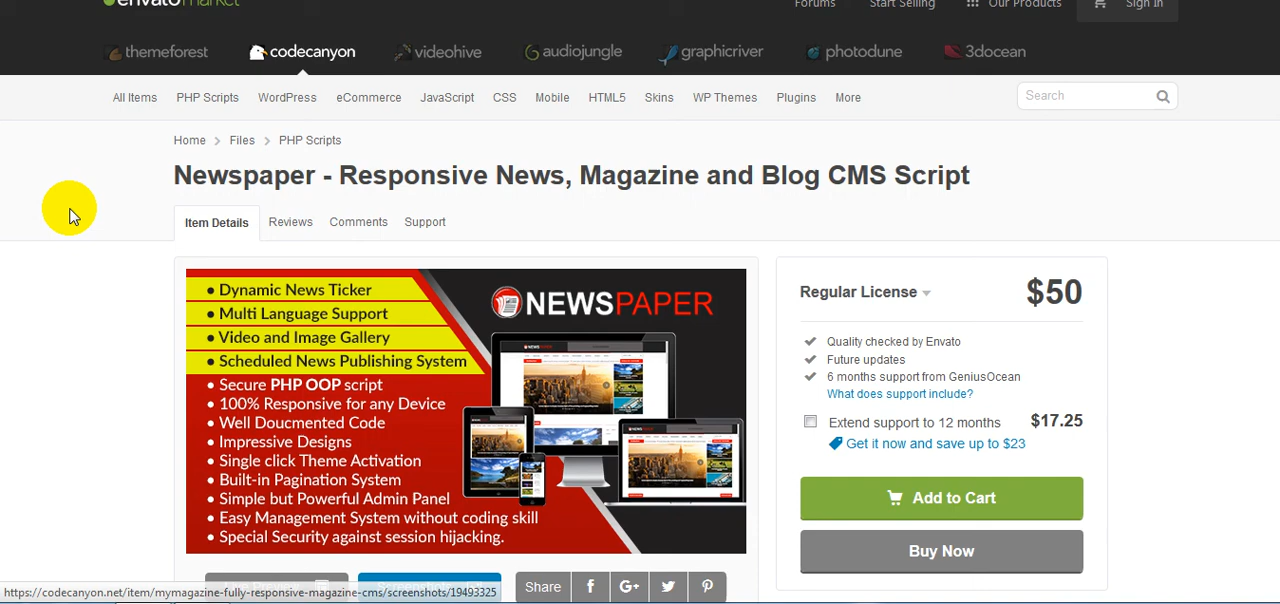 envatomarket
Forums Start Selling Our Products Sign In
themeforest codecanyon videohive audiojungle graphicriver photodune 3docean
All Items PHP Scripts WordPress eCommerce JavaScript CSS Mobile HTML5 Skins WP Themes Plugins More Search
Home Files PHP Scripts
Newspaper - Responsive News, Magazine and Blog CMS Script
Item Details Reviews Comments Support
• Dynamic News Ticker
• Multi Language Support
• Video and Image Gallery
• Scheduled News Publishing System
• Secure PHP OOP script
• 100% Responsive for any Device
• Well Doucmented Code
• Impressive Designs
• Single click Theme Activation
• Built-in Pagination System
• Simple but Powerful Admin Panel
• Easy Management System without coding skill
• Special Security against session hijacking.
NEWSPAPER
Regular License $50
Quality checked by Envato
Future updates
6 months support from GeniusOcean
What does support include?
Extend support to 12 months $17.25
Get it now and save up to $23
Add to Cart
Buy Now
Live Preview Screenshots Share
https://codecanyon.net/item/mymagazine-fully-responsive-magazine-cms/screenshots/19493325